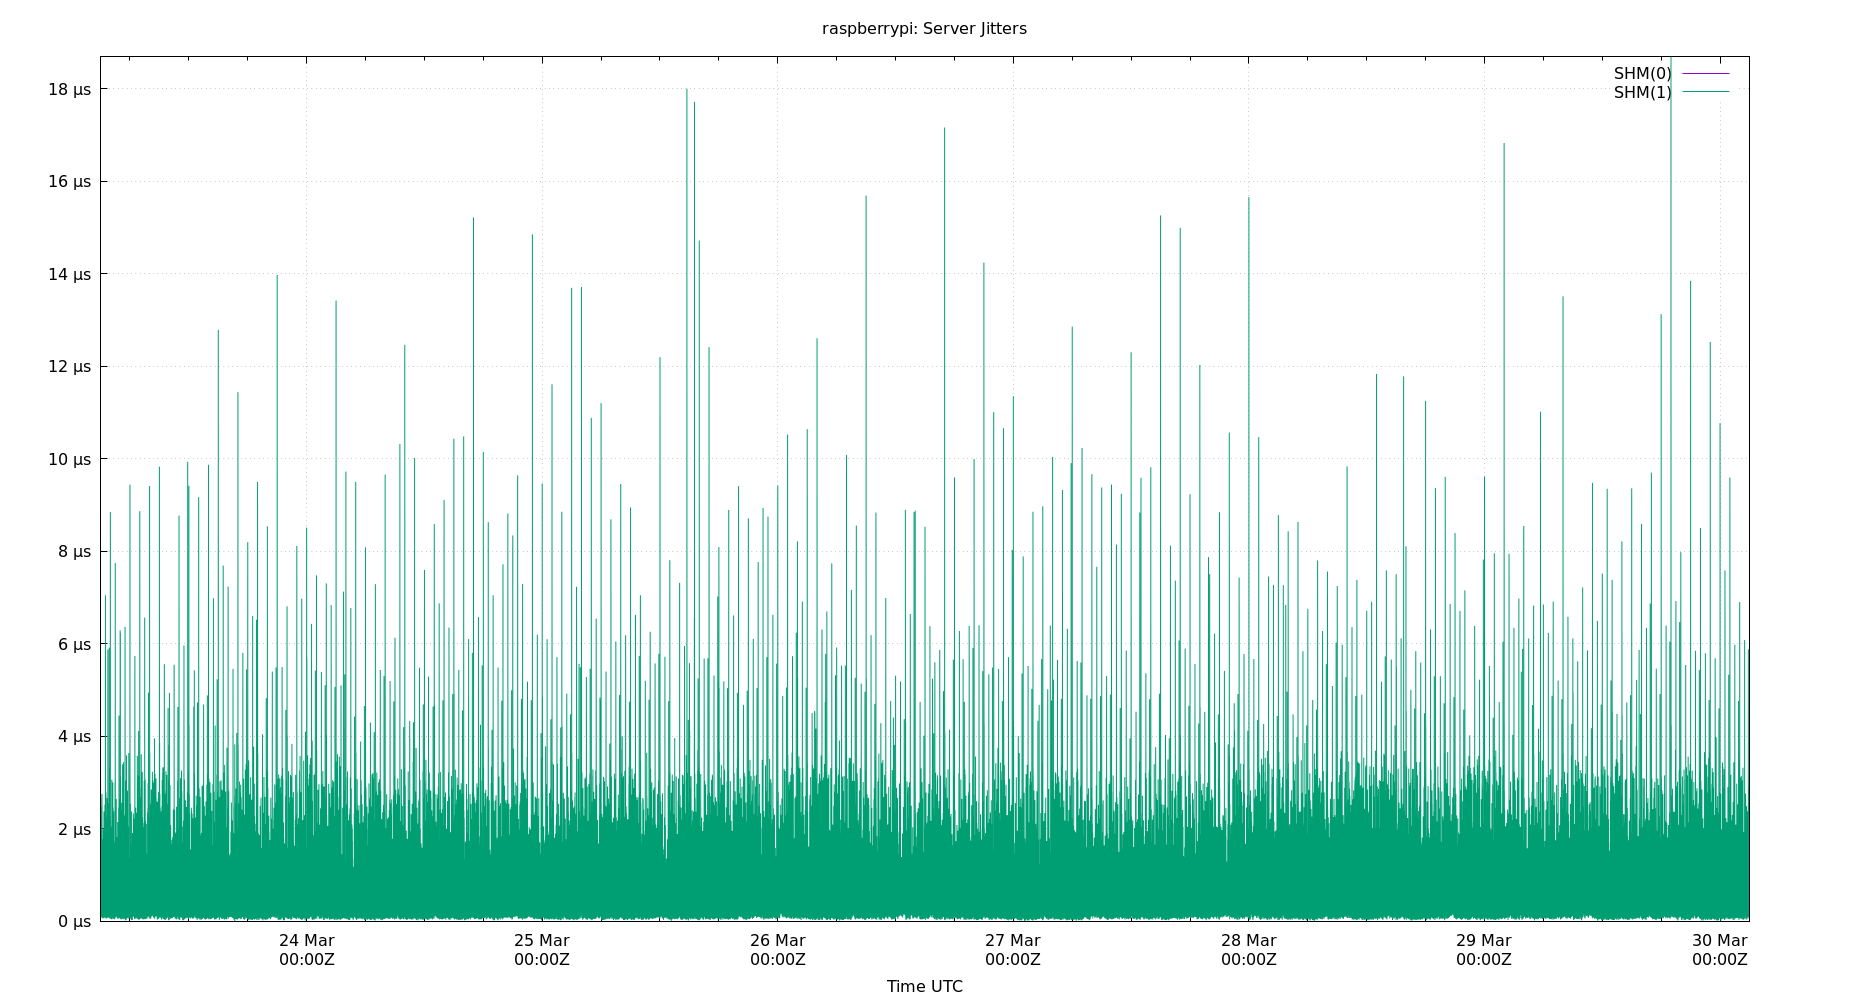 raspberrypi: Server Jitters
SHM(0)
SHM(1)
18 µs
16 µs
14 µs
12 µs
10 µs
8 µs
6 µs
4 µs
2 µs
0 µs
24 Mar 25 Mar 26 Mar 27 Mar 28 Mar 29 Mar 30 Mar
00:00Z 00:00Z 00:00Z 00:00Z 00:00Z 00:00Z 00:00Z
Time UTC